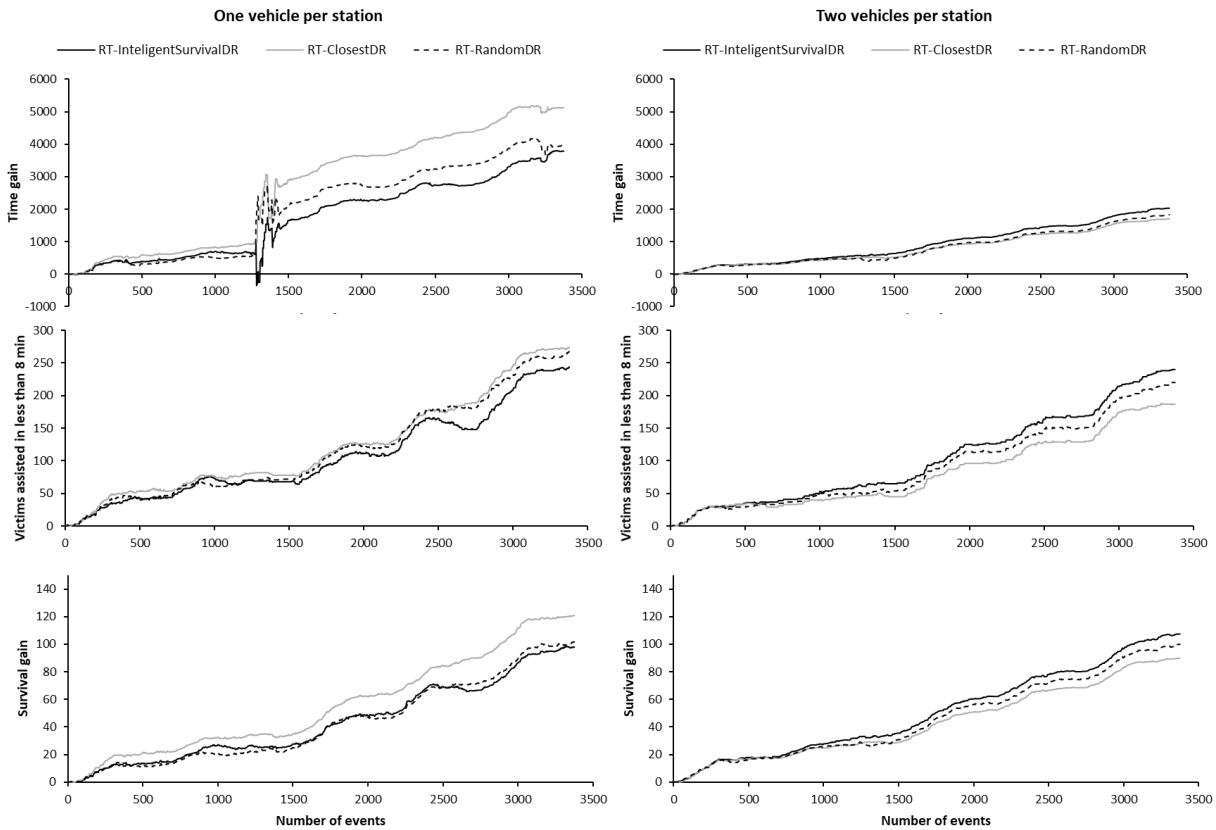 One vehicle per station
Two vehicles per station
RT-InteligentSurvivalDR RT-ClosestDR RT-RandomDR
RT-InteligentSurvivalDR RT-ClosestDR RT-RandomDR
Time gain
6000
5000
4000
3000
2000
1000
0
-1000
0 500 1000 1500 2000 2500 3000 3500
Time gain
6000
5000
4000
3000
2000
1000
0
-1000
0 500 1000 1500 2000 2500 3000 3500
Victims assisted in less than 8 min
300
250
200
150
100
50
0
0 500 1000 1500 2000 2500 3000 3500
Victims assisted in less than 8 min
300
250
200
150
100
50
0
0 500 1000 1500 2000 2500 3000 3500
Survival gain
140
120
100
80
60
40
20
0
0 500 1000 1500 2000 2500 3000 3500
Number of events
Survival gain
140
120
100
80
60
40
20
0
0 500 1000 1500 2000 2500 3000 3500
Number of events